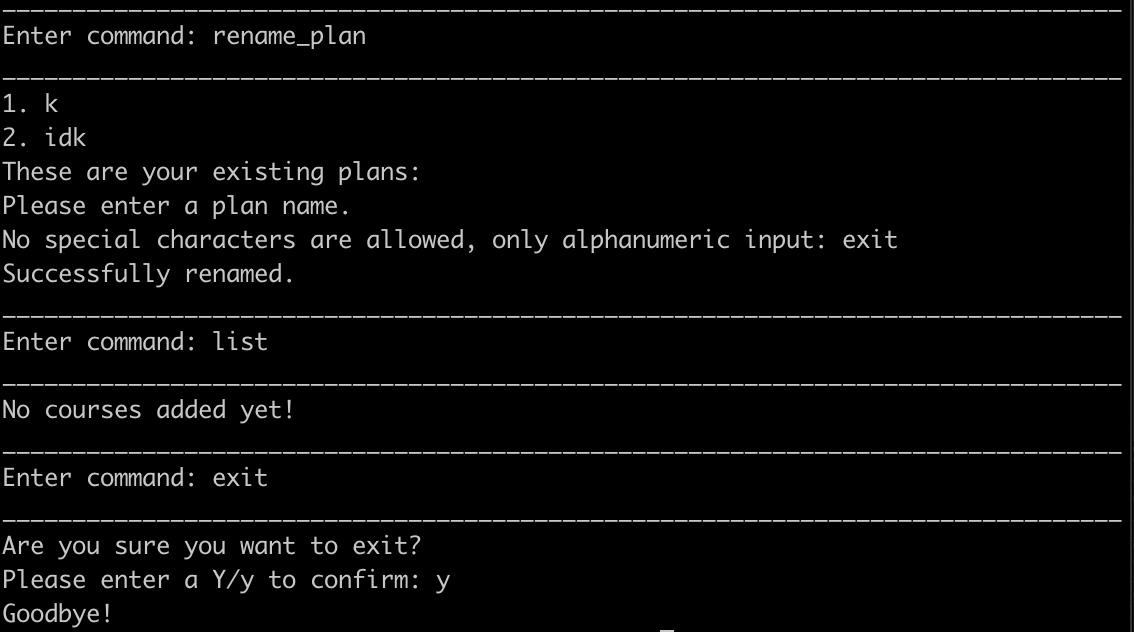 ________________________________________________________________________________
Enter command: rename_plan
________________________________________________________________________________
1. k
2. idk
These are your existing plans:
Please enter a plan name.
No special characters are allowed, only alphanumeric input: exit
Successfully renamed.
________________________________________________________________________________
Enter command: list
________________________________________________________________________________
No courses added yet!
________________________________________________________________________________
Enter command: exit
________________________________________________________________________________
Are you sure you want to exit?
Please enter a Y/y to confirm: y
Goodbye!